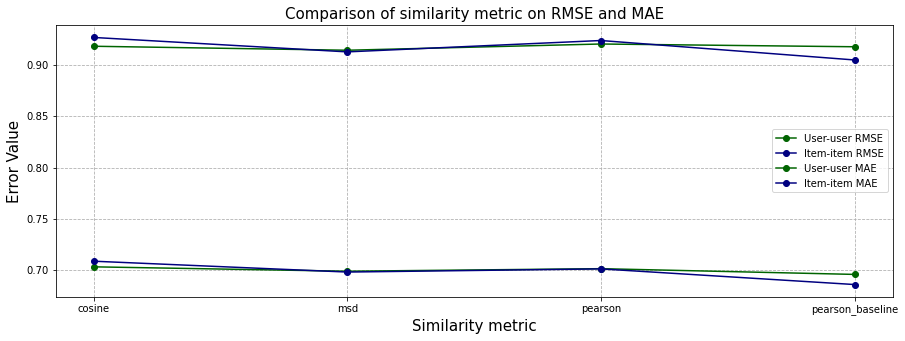 Comparison of similarity metric on RMSE and MAE
Error Value
0.90
0.85
0.80
0.75
0.70
User-user RMSE
Item-item RMSE
User-user MAE
Item-item MAE
cosine
msd
pearson
pearson_baseline
Similarity metric